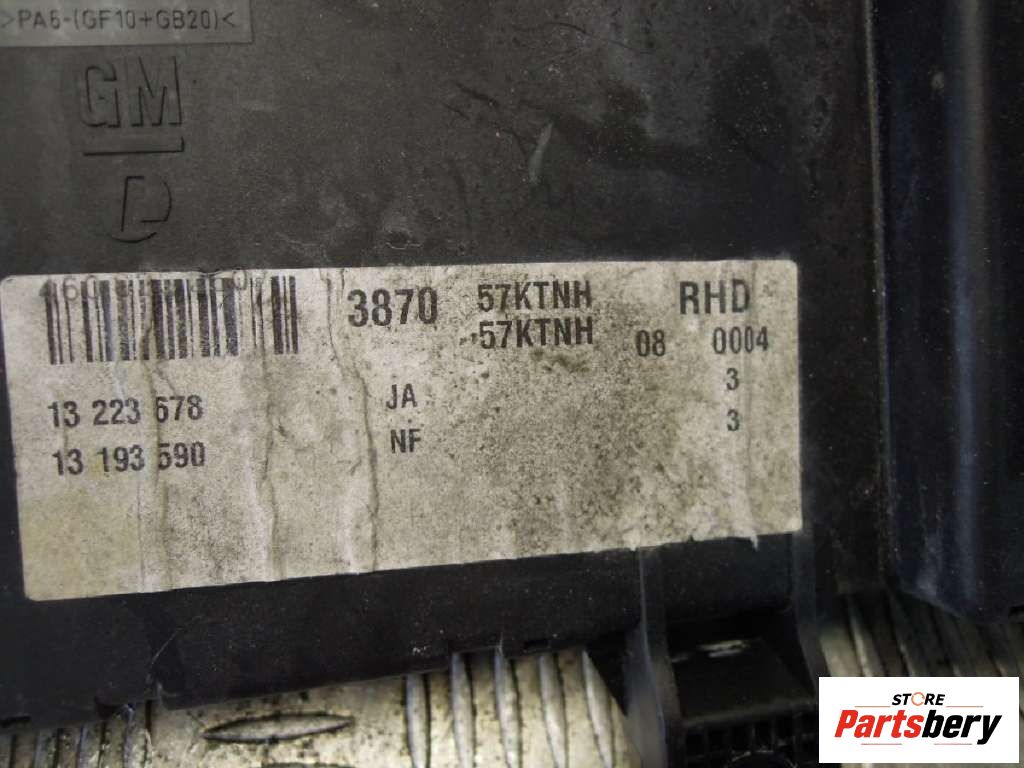 >PA6-(GF10+GB20)<
GM
D
3870 57KTNH RHD
57KTNH 08 0004
13 223 678 JA 3
13 193 590 NF 3
STORE
Partsbery